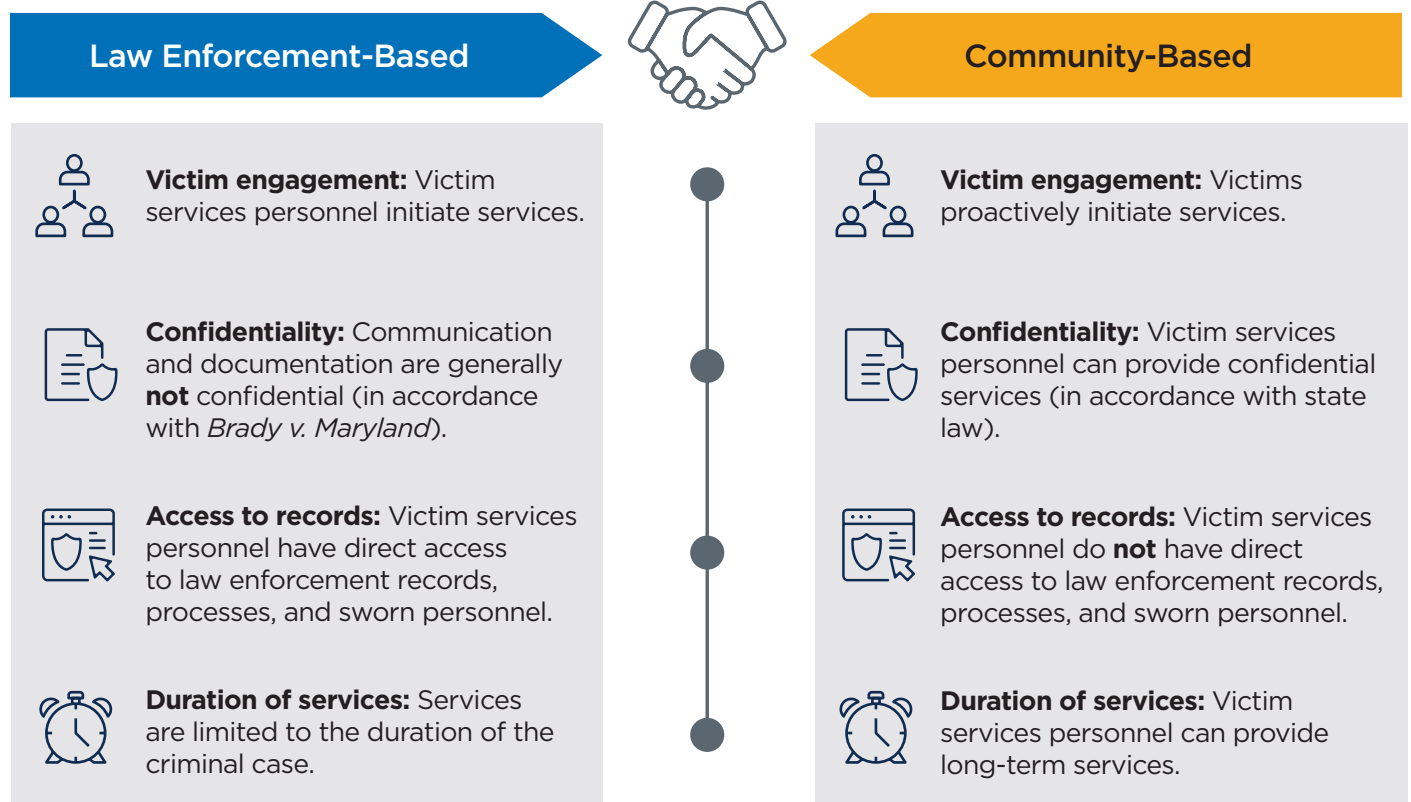 Law Enforcement-Based
Community-Based
Victim engagement: Victim
services personnel initiate services.
Confidentiality: Communication
and documentation are generally
not confidential (in accordance
with Brady v. Maryland).
Access to records: Victim services
personnel have direct access
to law enforcement records,
processes, and sworn personnel.
Duration of services: Services
are limited to the duration of the
criminal case.
Victim engagement: Victims
proactively initiate services.
Confidentiality: Victim services
personnel can provide confidential
services (in accordance with state
law).
Access to records: Victim services
personnel do not have direct
access to law enforcement records,
processes, and sworn personnel.
Duration of services: Victim
services personnel can provide
long-term services.